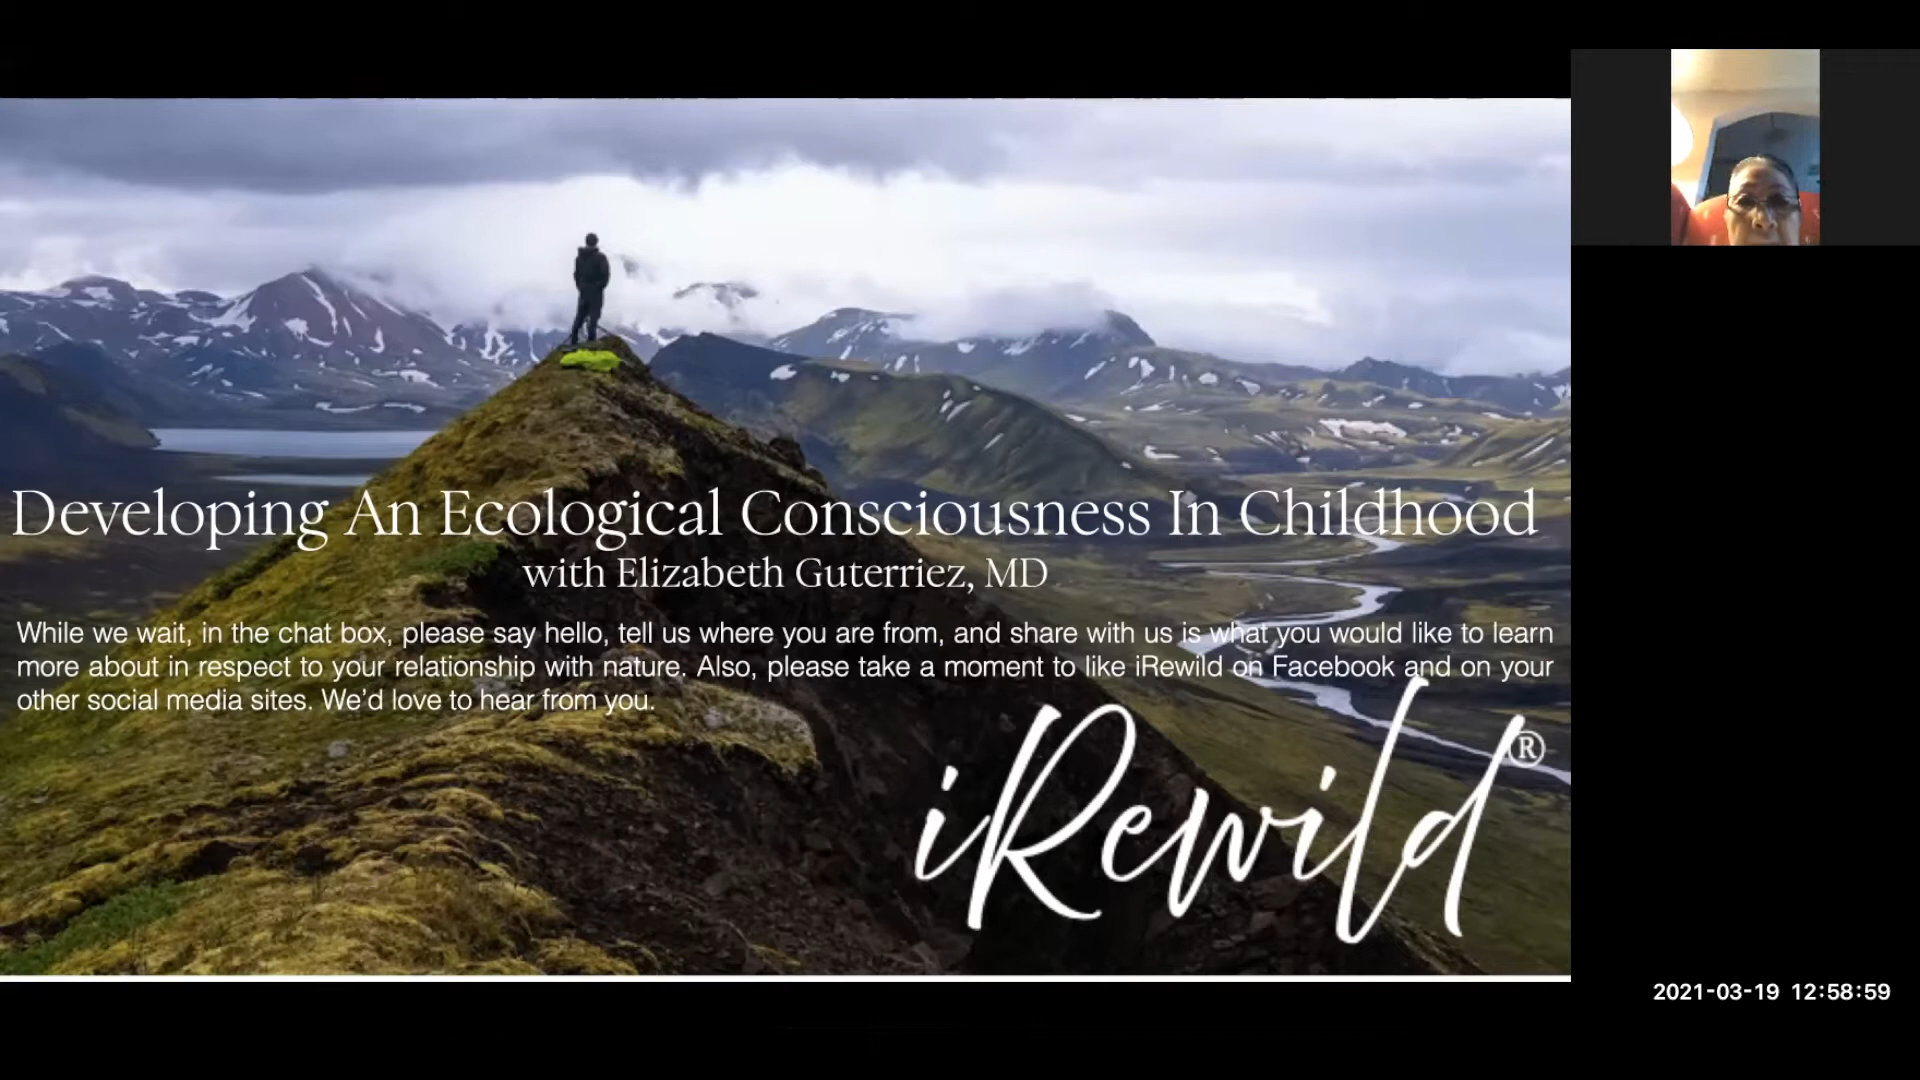 Developing An Ecological Consciousness In Childhood
with Elizabeth Guterriez, MD
While we wait, in the chat box, please say hello, tell us where you are from, and share with us is what you would like to learn
more about in respect to your relationship with nature. Also, please take a moment to like iRewild on Facebook and on your
other social media sites. We’d love to hear from you.
iRewild®
2021-03-19 12:58:59